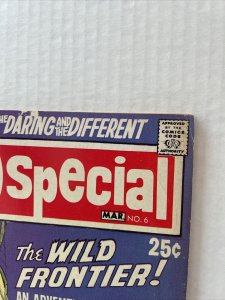 THE DARING AND THE DIFFERENT
APPROVED
BY THE
COMICS
CODE
AUTHORITY
Special
MAR. NO. 6
The WILD 25¢
FRONTIER!
AN ADVENT